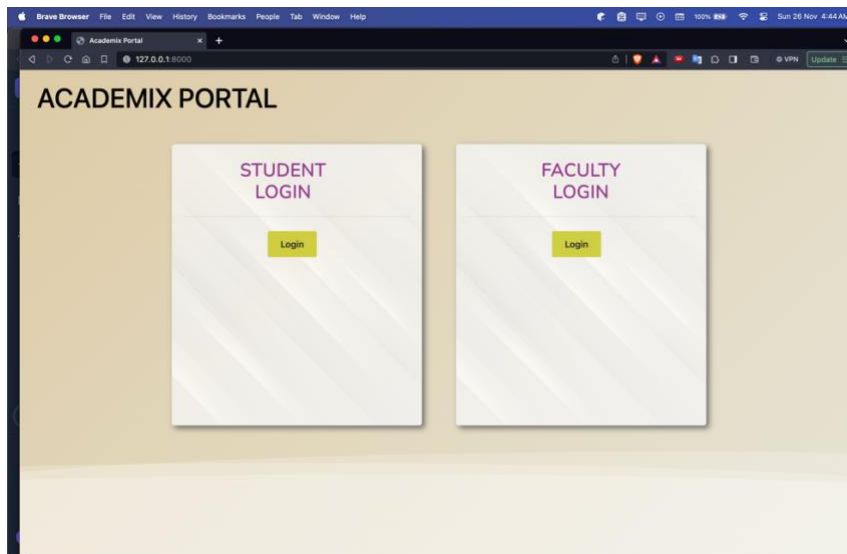 Brave Browser File Edit View History Bookmarks People Tab Window Help 100% Sun 26 Nov 4:44 AM
Academix Portal
127.0.0.1:8000 VPN Update
ACADEMIX PORTAL
STUDENT
LOGIN
Login
FACULTY
LOGIN
Login